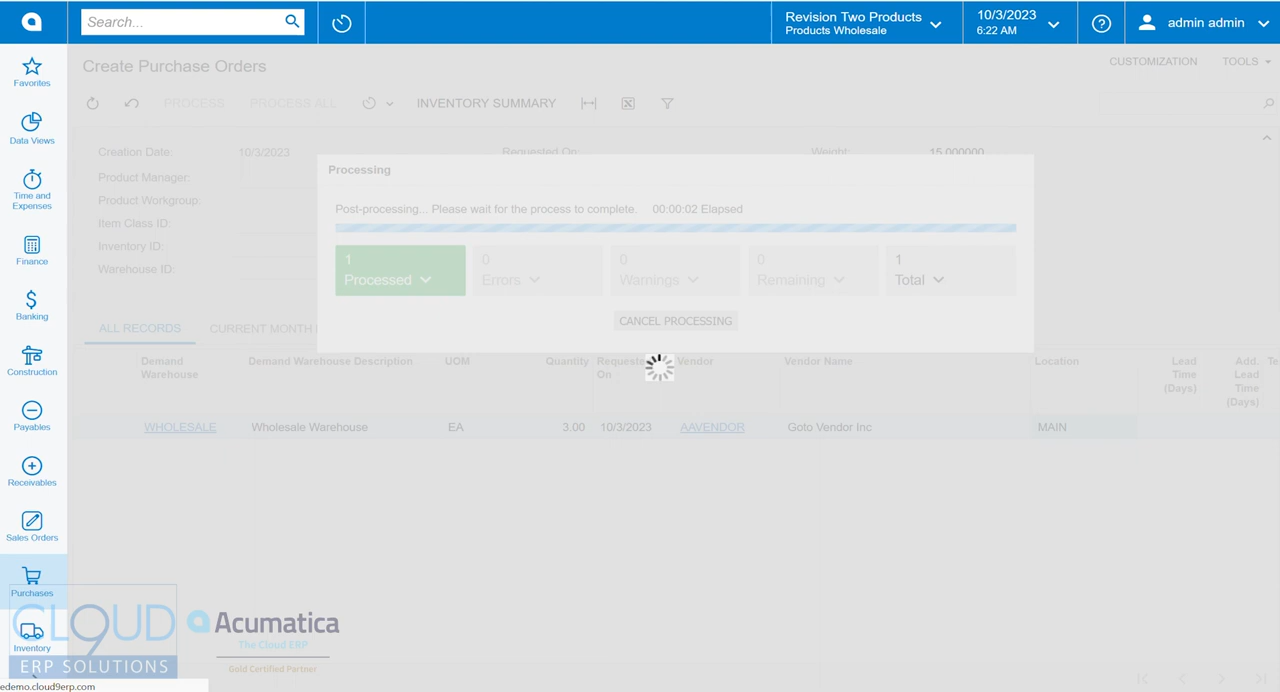 Search...
Revision Two Products
Products Wholesale
10/3/2023
6:22 AM
admin admin
Favorites
Data Views
Time and
Expenses
Finance
Banking
Construction
Payables
Receivables
Sales Orders
Purchases
Inventory
Create Purchase Orders
CUSTOMIZATION
TOOLS
PROCESS
PROCESS ALL
INVENTORY SUMMARY
Creation Date:
10/3/2023
Requested On:
Weight:
15.000000
Product Manager:
Product Workgroup:
Item Class ID:
Inventory ID:
Warehouse ID:
Processing
Post-processing... Please wait for the process to complete. 00:00:02 Elapsed
1
Processed
0
Errors
0
Warnings
0
Remaining
1
Total
CANCEL PROCESSING
ALL RECORDS
CURRENT MONTH
Demand
Warehouse
Demand Warehouse Description
UOM
Quantity
Requeste
On
Vendor
Vendor Name
Location
Lead
Time
(Days)
Add.
Lead
Time
(Days)
Te
WHOLESALE
Wholesale Warehouse
EA
3.00
10/3/2023
AAVENDOR
Goto Vendor Inc
MAIN
CLOUD
9
ERP SOLUTIONS
Acumatica
The Cloud ERP
Gold Certified Partner
edemo.cloud9erp.com